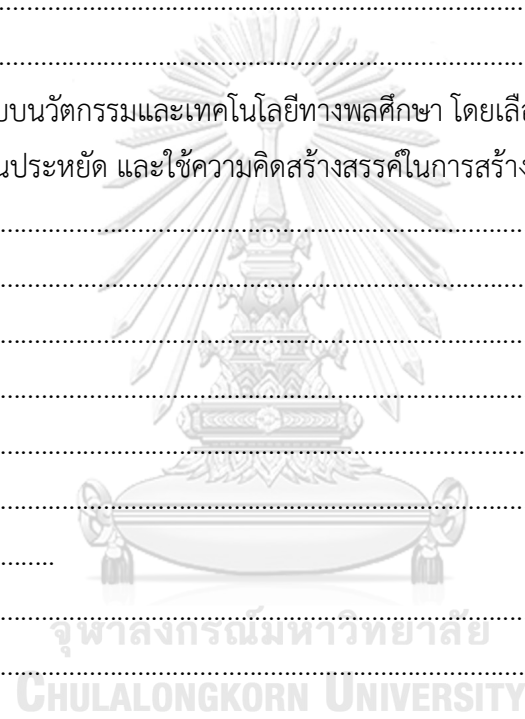 ................................................................................
................................................................................
บบนวัตกรรมและเทคโนโลยีทางพลศึกษา โดยเลือ
นประหยัด และใช้ความคิดสร้างสรรค์ในการสร้าง
................................................................................
................................................................................
................................................................................
................................................................................
................................................................................
................................................................................
.........
................................................................................
จุฬาลงกรณ์มหาวิทยาลัย
................................................................................
CHULALONGKORN UNIVERSITY